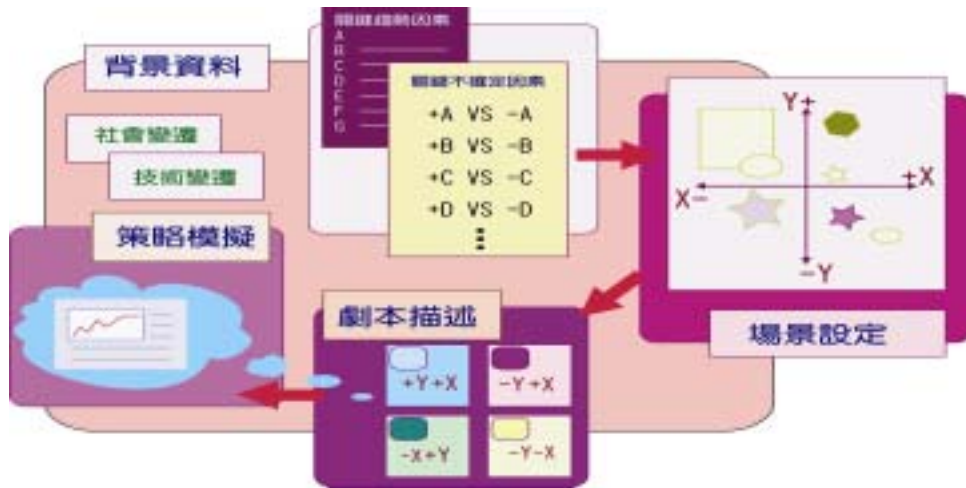 關鍵趨勢因素
A
B
C
D
E
F
G
背景資料
社會變遷
技術變遷
關鍵不確定因素
+A VS -A
+B VS -B
+C VS -C
+D VS -D
Y+
X-
+X
-Y
場景設定
策略模擬
劇本描述
+Y+X
-Y+X
-X+Y
-Y-X